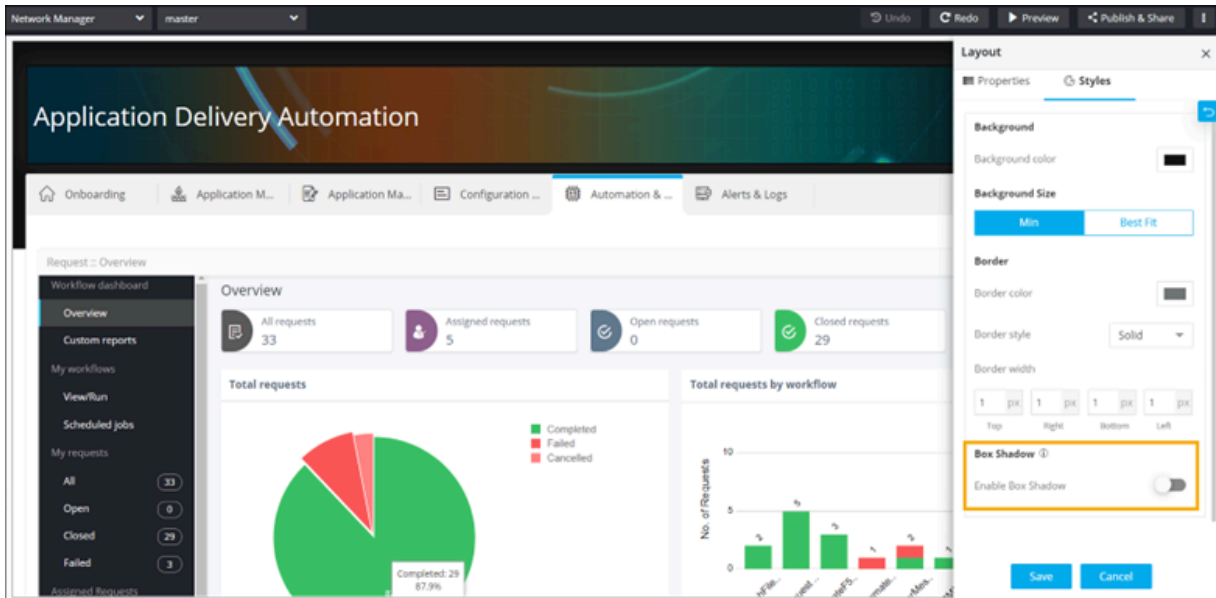 Network Manager master Undo Redo Preview Publish & Share
Layout
Properties Styles
Application Delivery Automation
Background
Background color
Background Size
Min Best Fit
Border
Border color
Border style Solid
Border width
1 px 1 px 1 px 1 px
Top Right Bottom Left
Box Shadow
Enable Box Shadow
Save Cancel
Onboarding Application M... Application Ma... Configuration ... Automation & ... Alerts & Logs
Request :: Overview
Workflow dashboard
Overview
Custom reports
My workflows
View/Run
Scheduled jobs
My requests
All 33
Open 0
Closed 29
Failed 3
Assigned Requests
Overview
All requests
33
Assigned requests
5
Open requests
0
Closed requests
29
Total requests
Completed
Failed
Cancelled
Completed: 29
87.9%
Total requests by workflow
No. of Requests
10
5
0
2 5 3 1 2 1